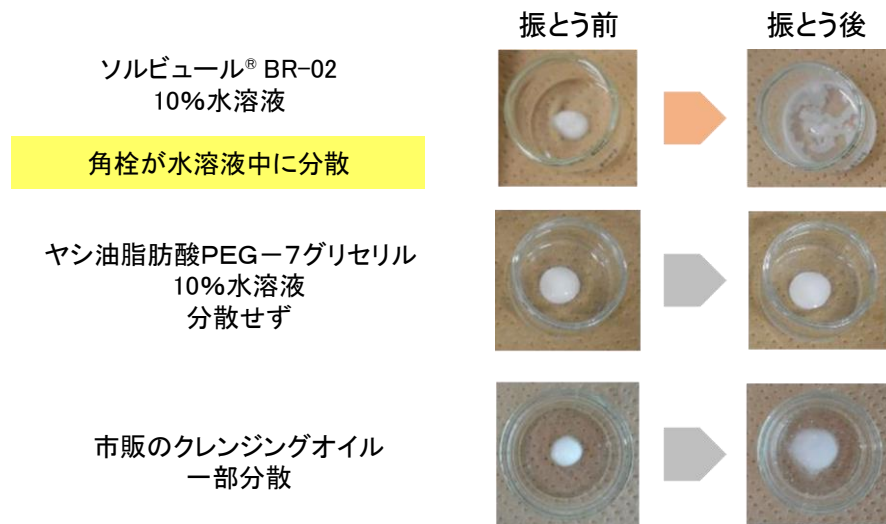 振とう前
振とう後
ソルビュール® BR-02
10%水溶液
角栓が水溶液中に分散
ヤシ油脂肪酸PEG-7グリセリル
10%水溶液
分散せず
市販のクレンジングオイル
一部分散